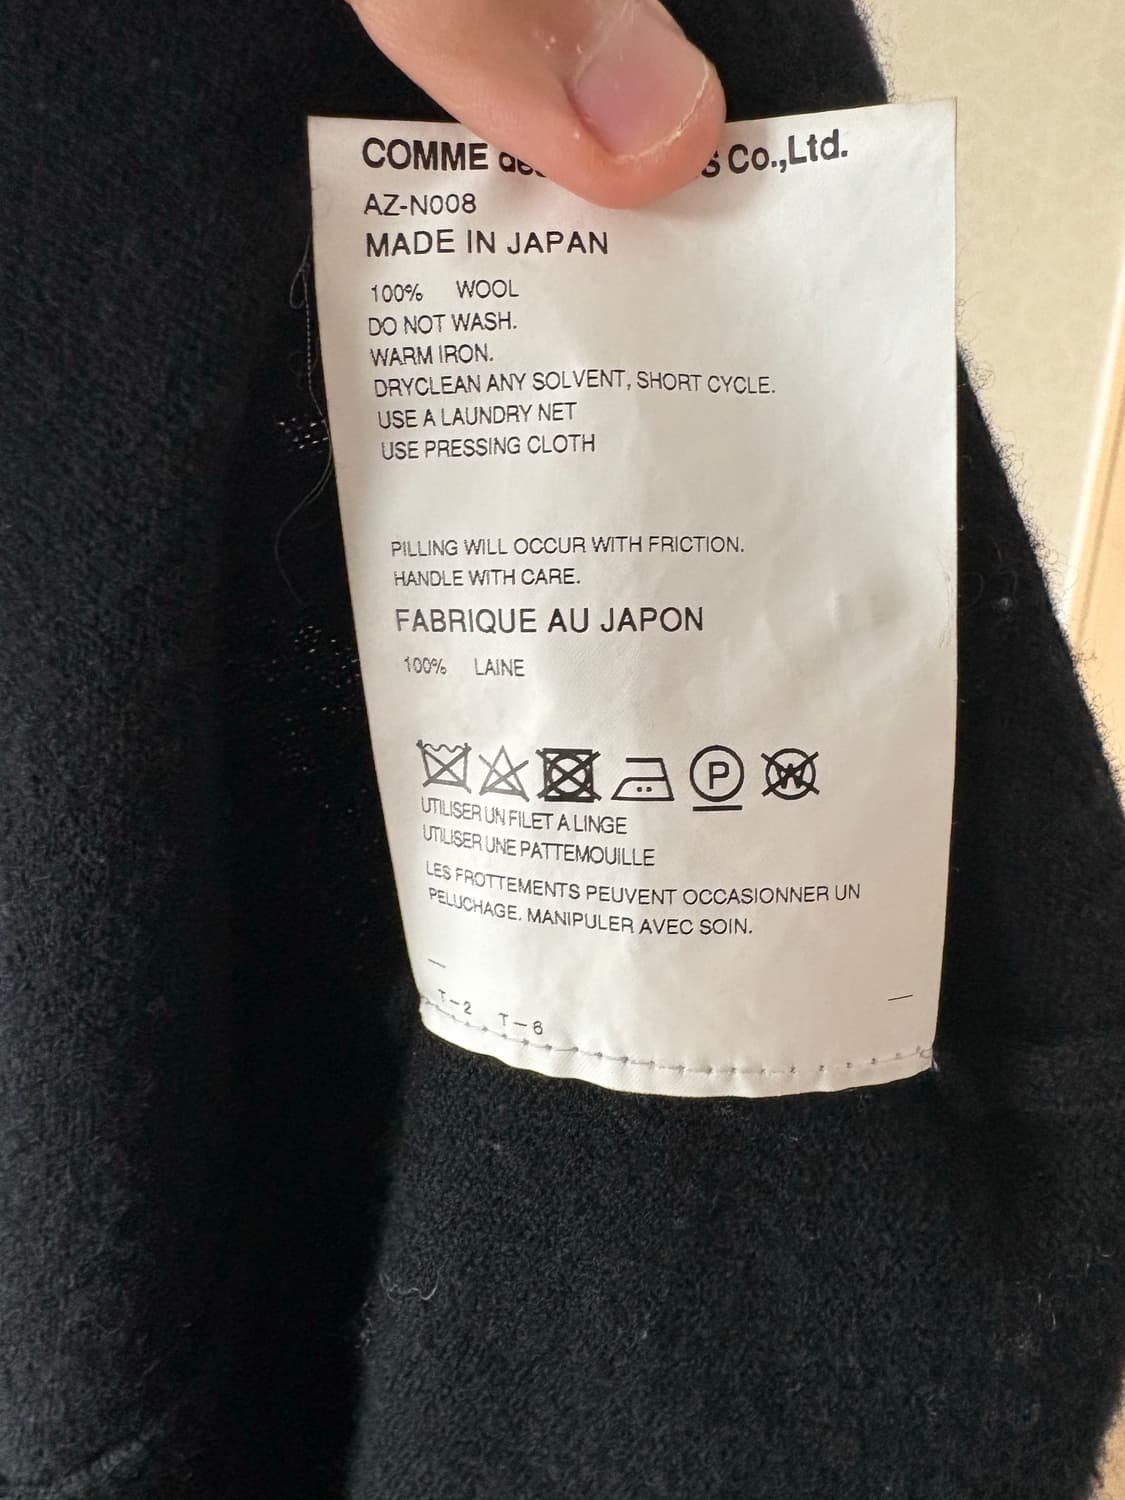 COMME des S Co.,Ltd.
AZ-N008
MADE IN JAPAN
100% WOOL
DO NOT WASH.
WARM IRON.
DRYCLEAN ANY SOLVENT, SHORT CYCLE.
USE A LAUNDRY NET
USE PRESSING CLOTH
PILLING WILL OCCUR WITH FRICTION.
HANDLE WITH CARE.
FABRIQUE AU JAPON
100% LAINE
P W
UTILISER UN FILET A LINGE
UTILISER UNE PATTEMOUILLE
LES FROTTEMENTS PEUVENT OCCASIONNER UN
PELUCHAGE. MANIPULER AVEC SOIN.
T-2 T-6